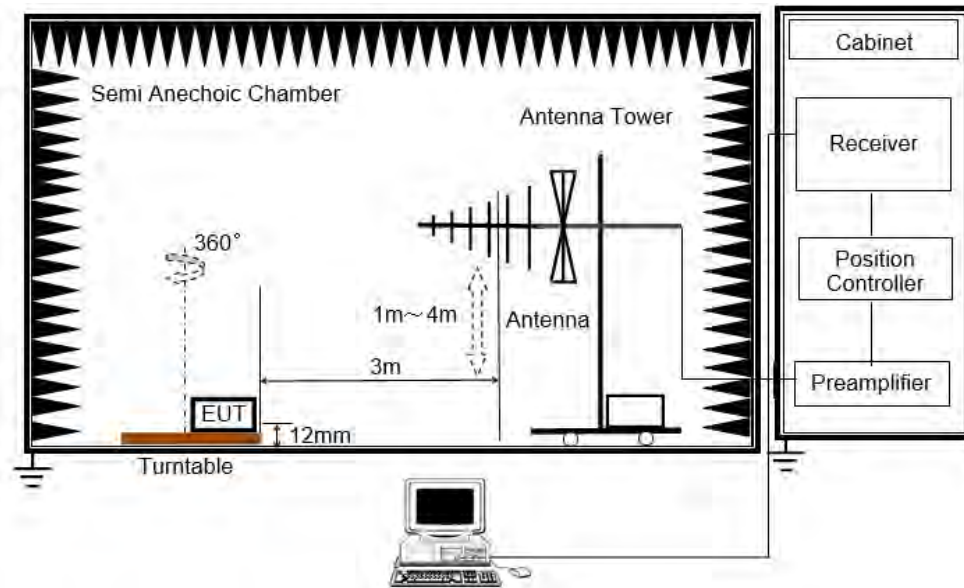 Semi Anechoic Chamber
Antenna Tower
360°
1m～4m
Antenna
3m
EUT
12mm
Turntable
Cabinet
Receiver
Position
Controller
Preamplifier